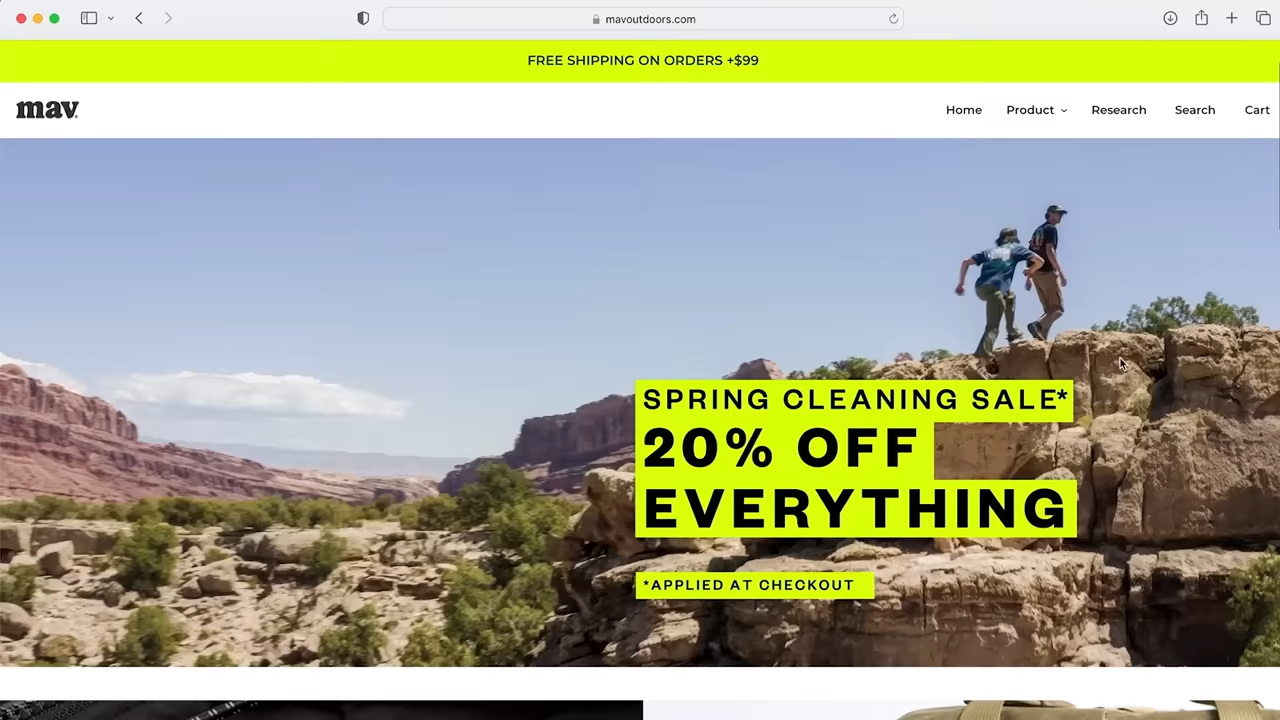 mavoutdoors.com
FREE SHIPPING ON ORDERS +$99
mav.
Home Product Research Search Cart
SPRING CLEANING SALE*
20% OFF
EVERYTHING
*APPLIED AT CHECKOUT